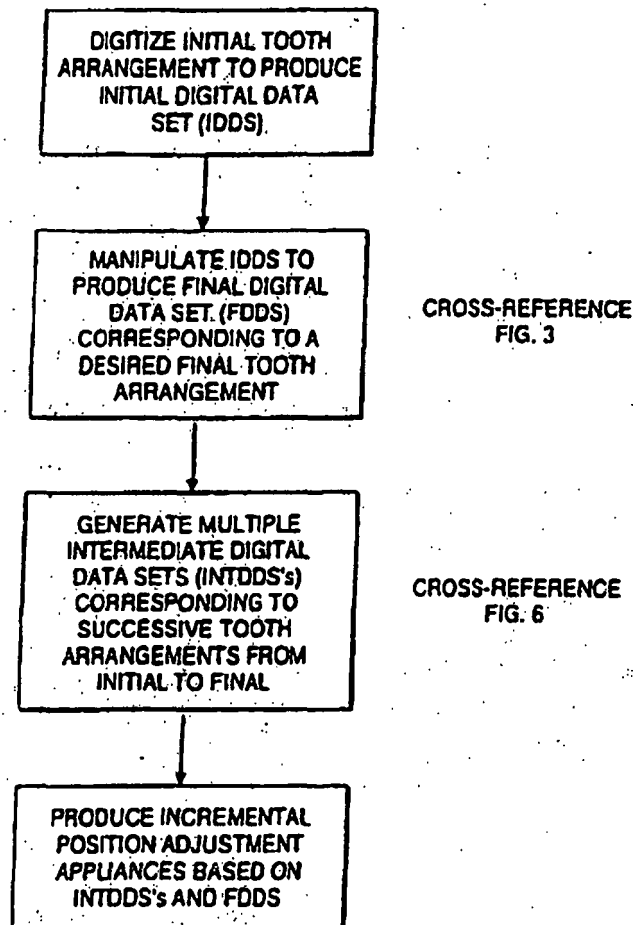 DIGITIZE INITIAL TOOTH
ARRANGEMENT TO PRODUCE
INITIAL DIGITAL DATA
SET (IDDS)
MANIPULATE IDDS TO
PRODUCE FINAL DIGITAL
DATA SET (FDDS)
CORRESPONDING TO A
DESIRED FINAL TOOTH
ARRANGEMENT
CROSS-REFERENCE
FIG. 3
GENERATE MULTIPLE
INTERMEDIATE DIGITAL
DATA SETS (INTDDS's)
CORRESPONDING TO
SUCCESSIVE TOOTH
ARRANGEMENTS FROM
INITIAL TO FINAL
CROSS-REFERENCE
FIG. 6
PRODUCE INCREMENTAL
POSITION ADJUSTMENT
APPLIANCES BASED ON
INTDDS's AND FDDS